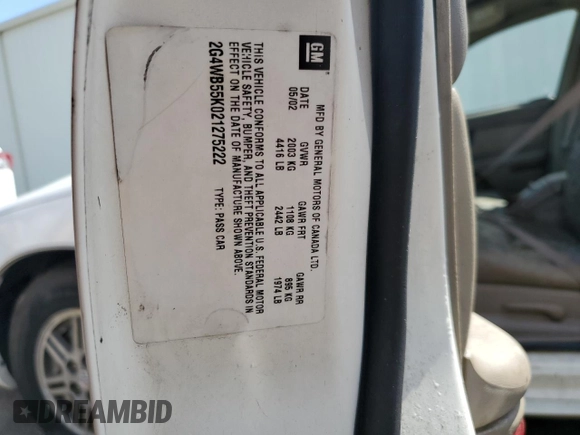 GM
MFD BY GENERAL MOTORS OF CANADA LTD.
DATE GVWR GAWR FRT GAWR RR
05/02 2003 KG 1108 KG 895 KG
4416 LB 2442 LB 1974 LB
THIS VEHICLE CONFORMS TO ALL APPLICABLE U.S. FEDERAL MOTOR
VEHICLE SAFETY, BUMPER, AND THEFT PREVENTION STANDARDS IN
EFFECT ON THE DATE OF MANUFACTURE SHOWN ABOVE.
2G4WB55K021275222 TYPE: PASS CAR
DREAMBID